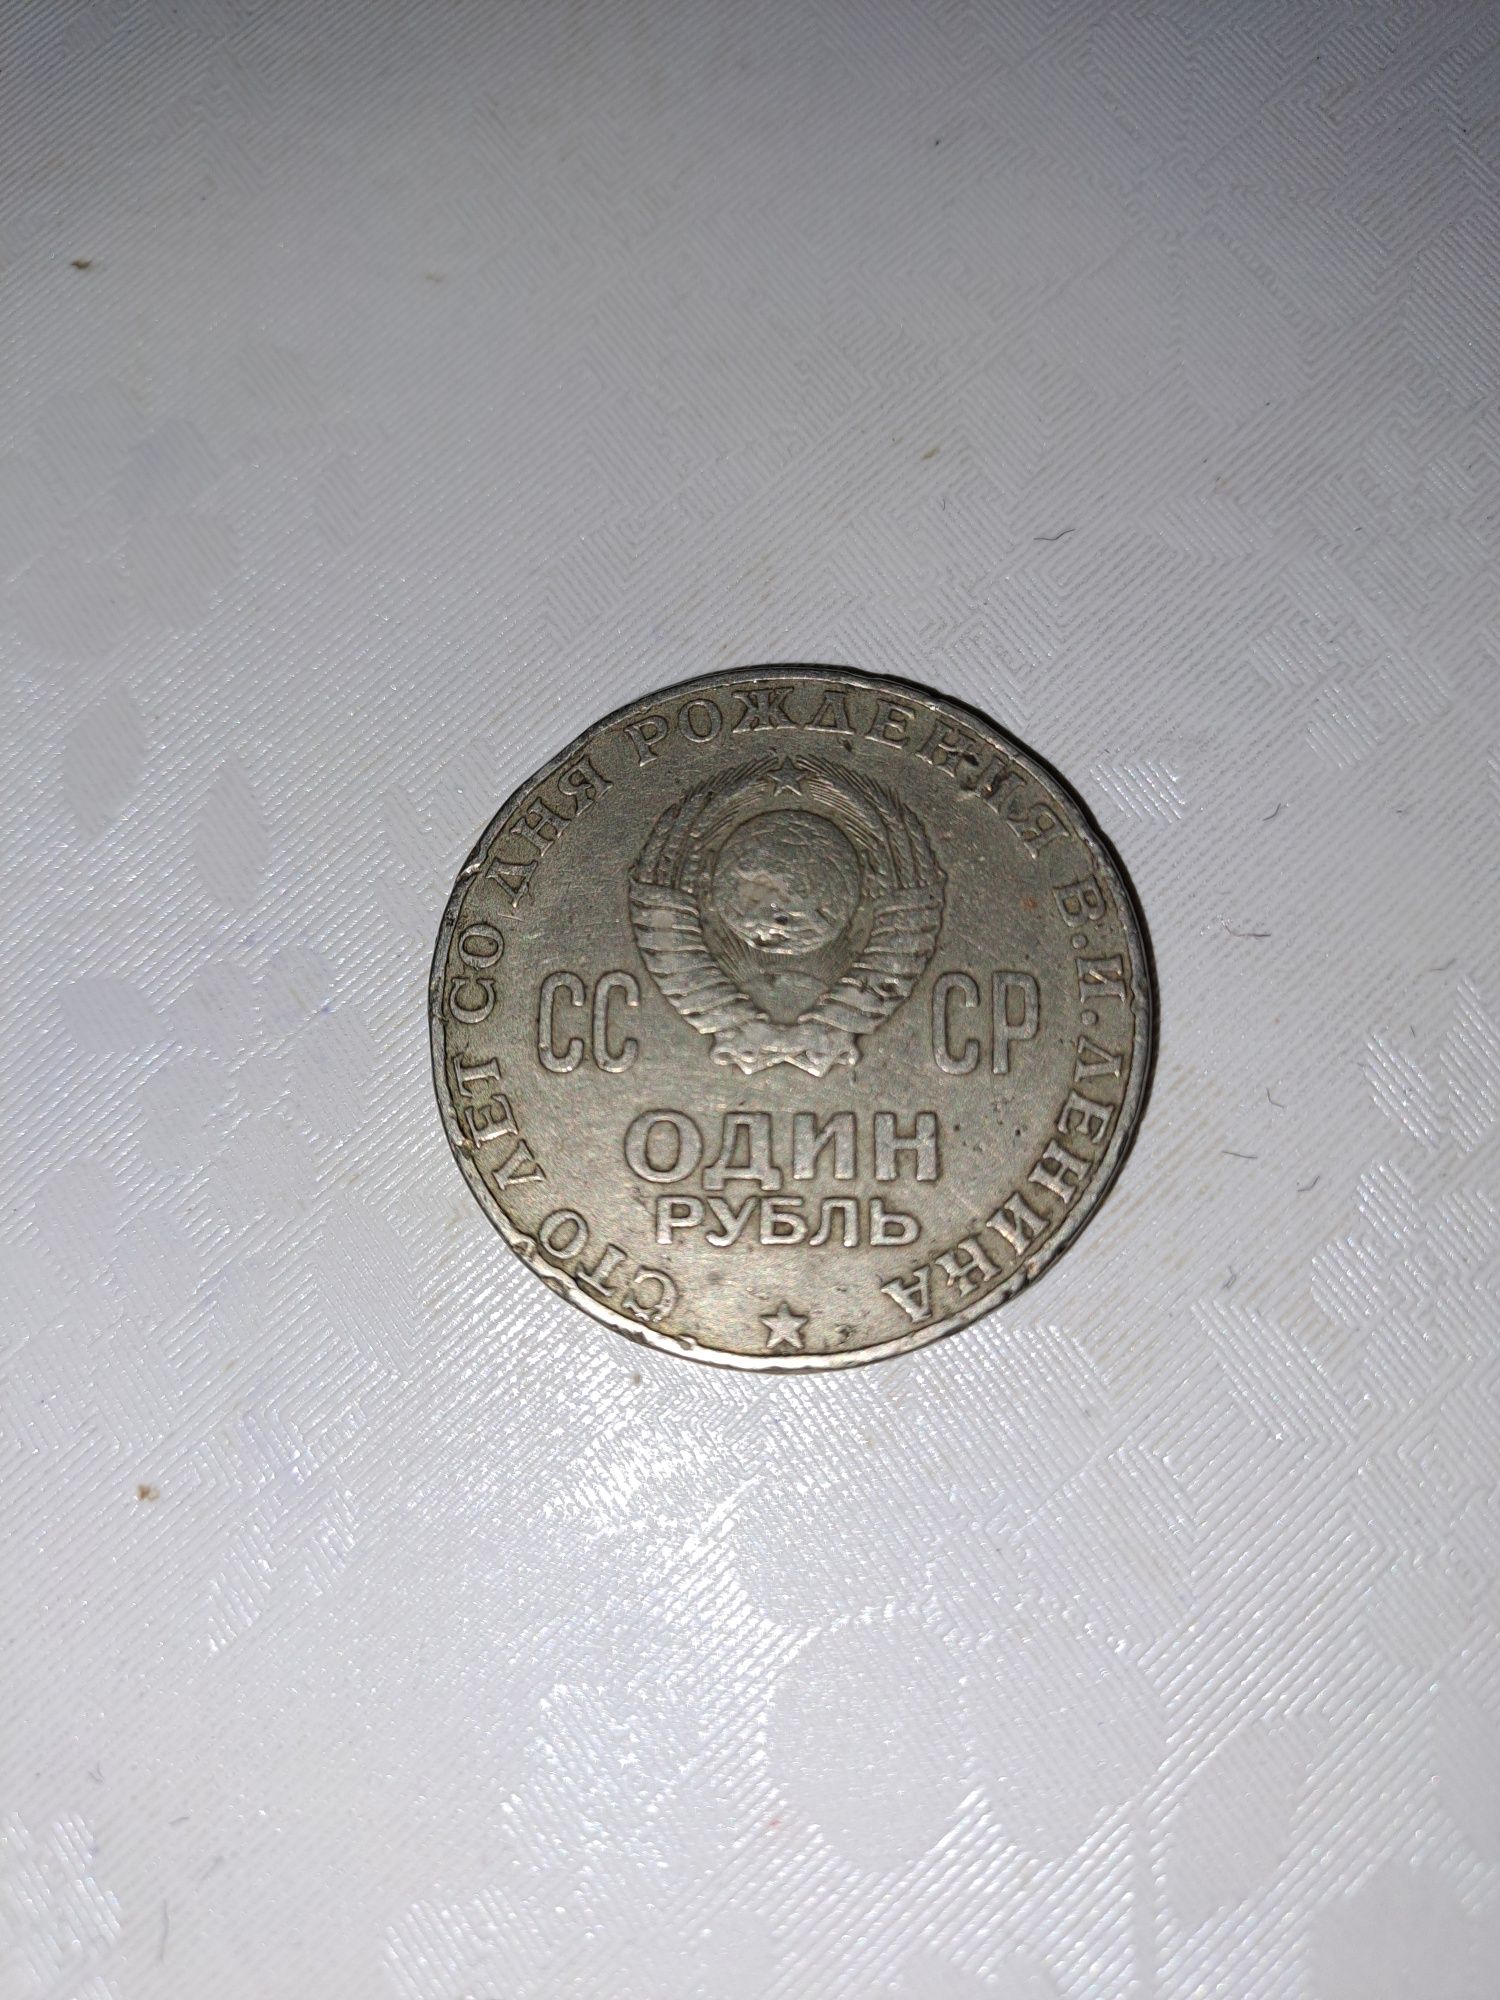 СТО ЛЕТ СО ДНЯ РОЖДЕНИЯ В.И.ЛЕНИНА
СС СР
ОДИН
РУБЛЬ